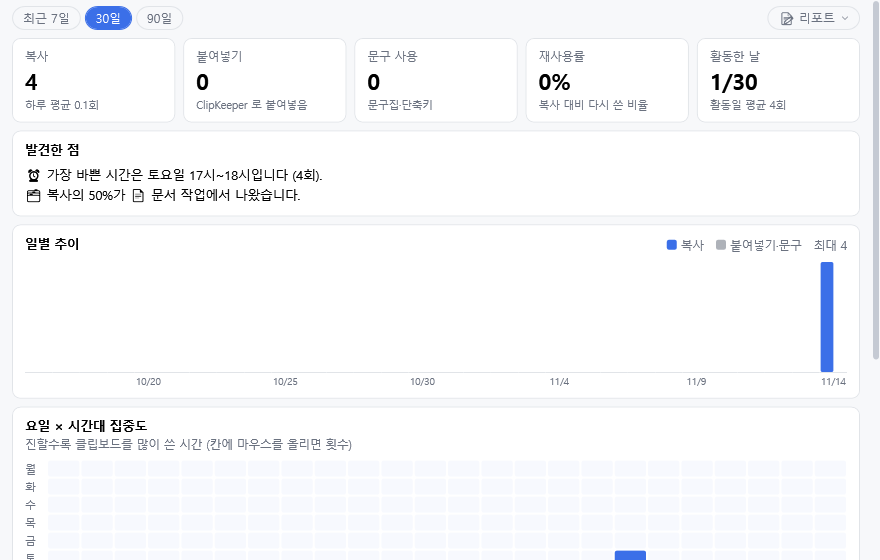 최근 7일 30일 90일 리포트
복사 붙여넣기 문구 사용 재사용률 활동한 날
4 0 0 0% 1/30
하루 평균 0.1회 ClipKeeper 로 붙여넣음 문구집·단축키 복사 대비 다시 쓴 비율 활동일 평균 4회
발견한 점
가장 바쁜 시간은 토요일 17시~18시입니다 (4회).
복사의 50%가 문서 작업에서 나왔습니다.
일별 추이 복사 붙여넣기·문구 최대 4
10/20 10/25 10/30 11/4 11/9 11/14
요일 × 시간대 집중도
진할수록 클립보드를 많이 쓴 시간 (칸에 마우스를 올리면 횟수)
월
화
수
목
금
토